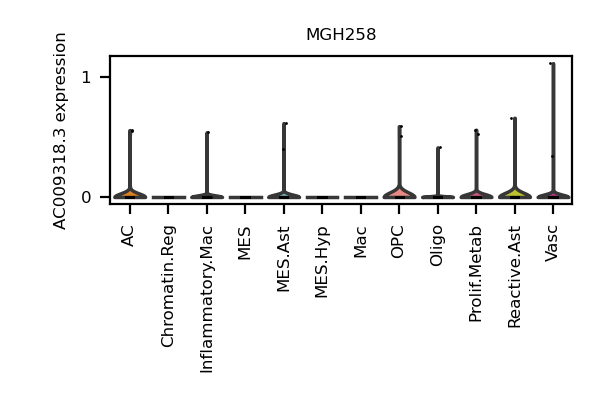 MGH258
AC009318.3 expression
1
0
AC
Chromatin.Reg
Inflammatory.Mac
MES
MES.Ast
MES.Hyp
Mac
OPC
Oligo
Prolif.Metab
Reactive.Ast
Vasc